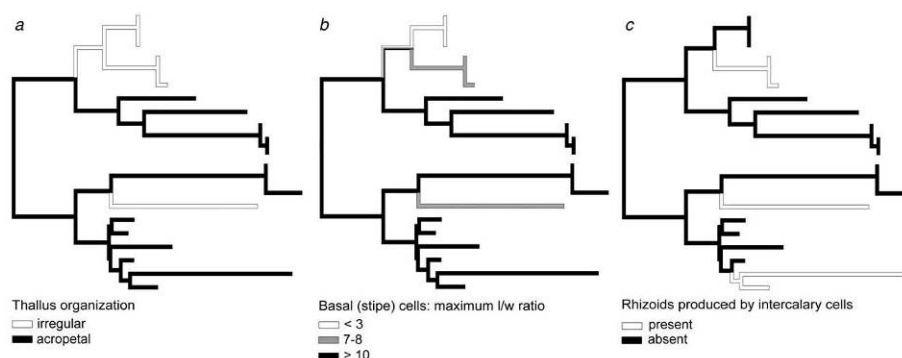 a
b
c
Thallus organization
irregular
acropetal
Basal (stipe) cells: maximum l/w ratio
< 3
7-8
> 10
Rhizoids produced by intercalary cells
present
absent